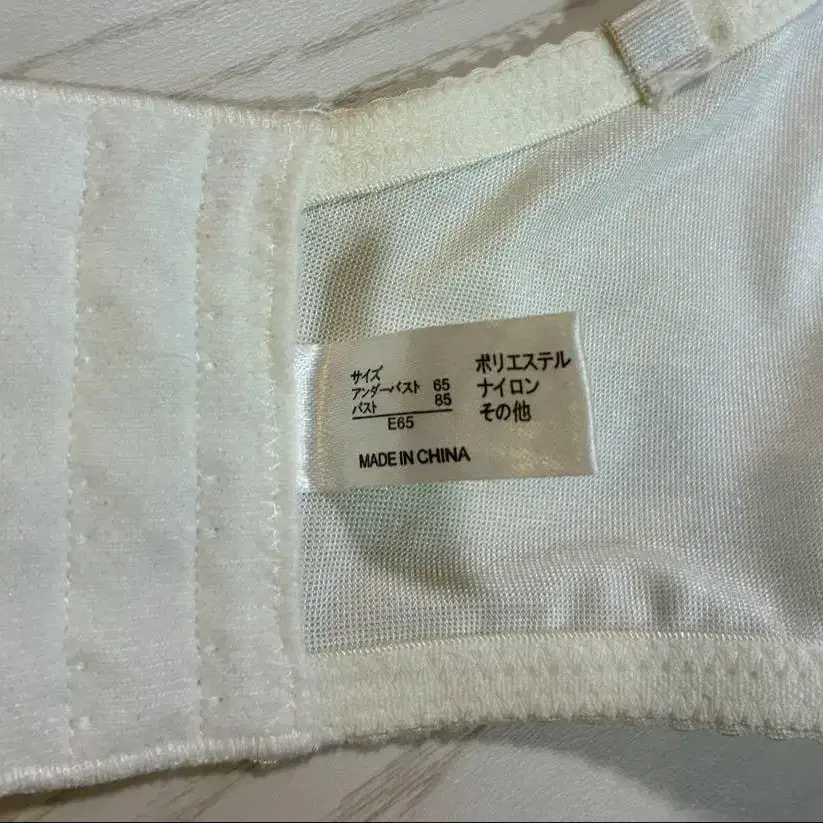 サイズ
アンダーバスト 65
バスト 85
E65
MADE IN CHINA
ポリエステル
ナイロン
その他